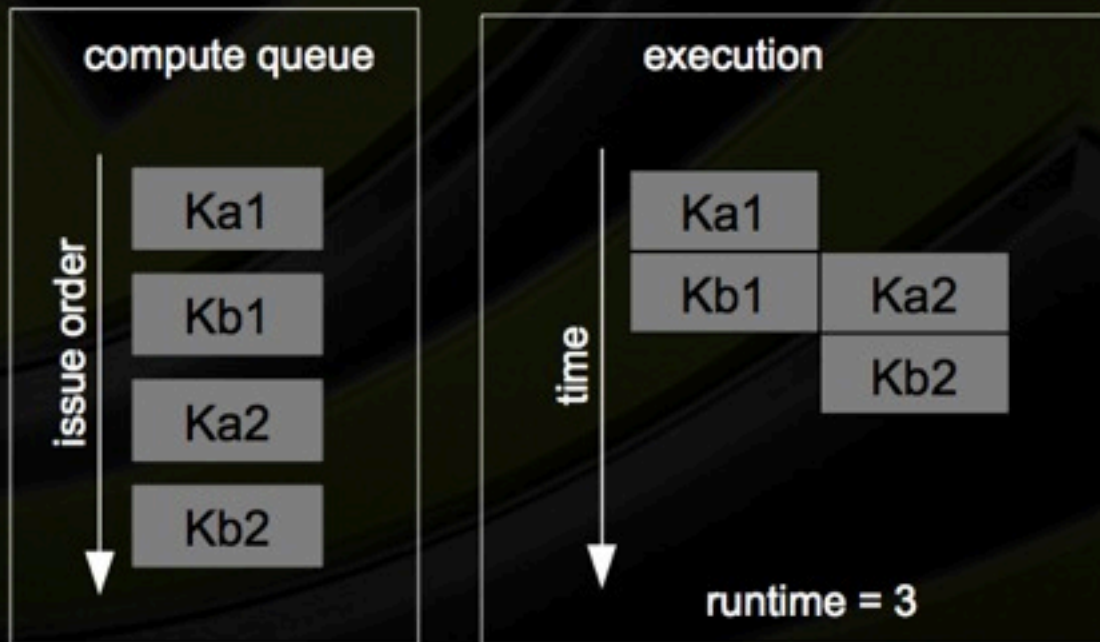 compute queue
issue order
Ka1
Kb1
Ka2
Kb2
execution
time
Ka1
Kb1 Ka2
Kb2
runtime = 3